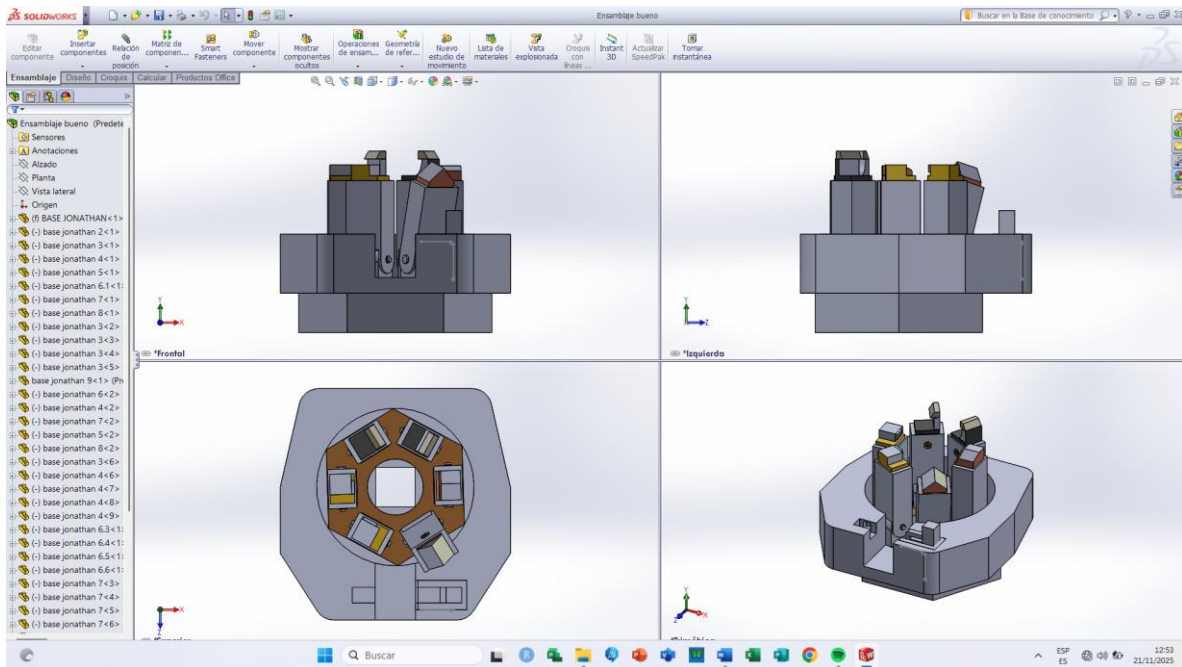 SOLIDWORKS
Ensamblaje bueno
Buscar en la Base de conocimiento
Editar componente
Insertar componentes
Relación de posición
Matriz de componen...
Smart Fasteners
Mover componente
Mostrar componentes ocultos
Operaciones de ensam...
Geometría de refer...
Nuevo estudio de movimiento
Lista de materiales
Vista explosionada
Croquis con líneas ...
Instant 3D
Actualizar SpeedPak
Tomar instantánea
Ensamblaje Diseño Croquis Calcular Productos Office
Ensamblaje bueno (Predete
Sensores
Anotaciones
Alzado
Planta
Vista lateral
Origen
(f) BASE JONATHAN<1>
(-) base jonathan 2<1>
(-) base jonathan 3<1>
(-) base jonathan 4<1>
(-) base jonathan 5<1>
(-) base jonathan 6.1<1>
(-) base jonathan 7<1>
(-) base jonathan 8<1>
(-) base jonathan 3<2>
(-) base jonathan 3<3>
(-) base jonathan 3<4>
(-) base jonathan 3<5>
base jonathan 9<1> (Pr
(-) base jonathan 6<2>
(-) base jonathan 4<2>
(-) base jonathan 7<2>
(-) base jonathan 5<2>
(-) base jonathan 8<2>
(-) base jonathan 3<6>
(-) base jonathan 4<6>
(-) base jonathan 4<7>
(-) base jonathan 4<8>
(-) base jonathan 4<9>
(-) base jonathan 6.3<1>
(-) base jonathan 6.4<1>
(-) base jonathan 6.5<1>
(-) base jonathan 6.6<1>
(-) base jonathan 7<3>
(-) base jonathan 7<4>
(-) base jonathan 7<5>
(-) base jonathan 7<6>
Y
X
*Frontal
Y
Z
*Izquierda
X
Z
Y
X
Z
Buscar
ESP
ES
12:53
21/11/2025